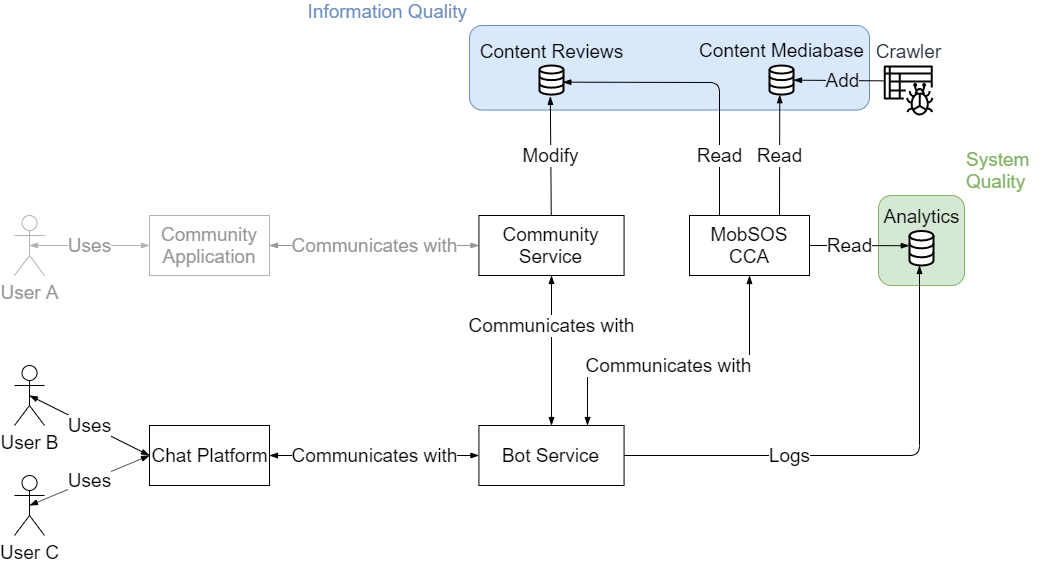 Information Quality
Content Reviews
Content Mediabase
Crawler
Add
Modify
Read
Read
System
Quality
Analytics
User A
Uses
Community
Application
Communicates with
Community
Service
MobSOS
CCA
Read
Communicates with
Communicates with
User B
Uses
Chat Platform
Communicates with
Bot Service
Logs
Uses
User C